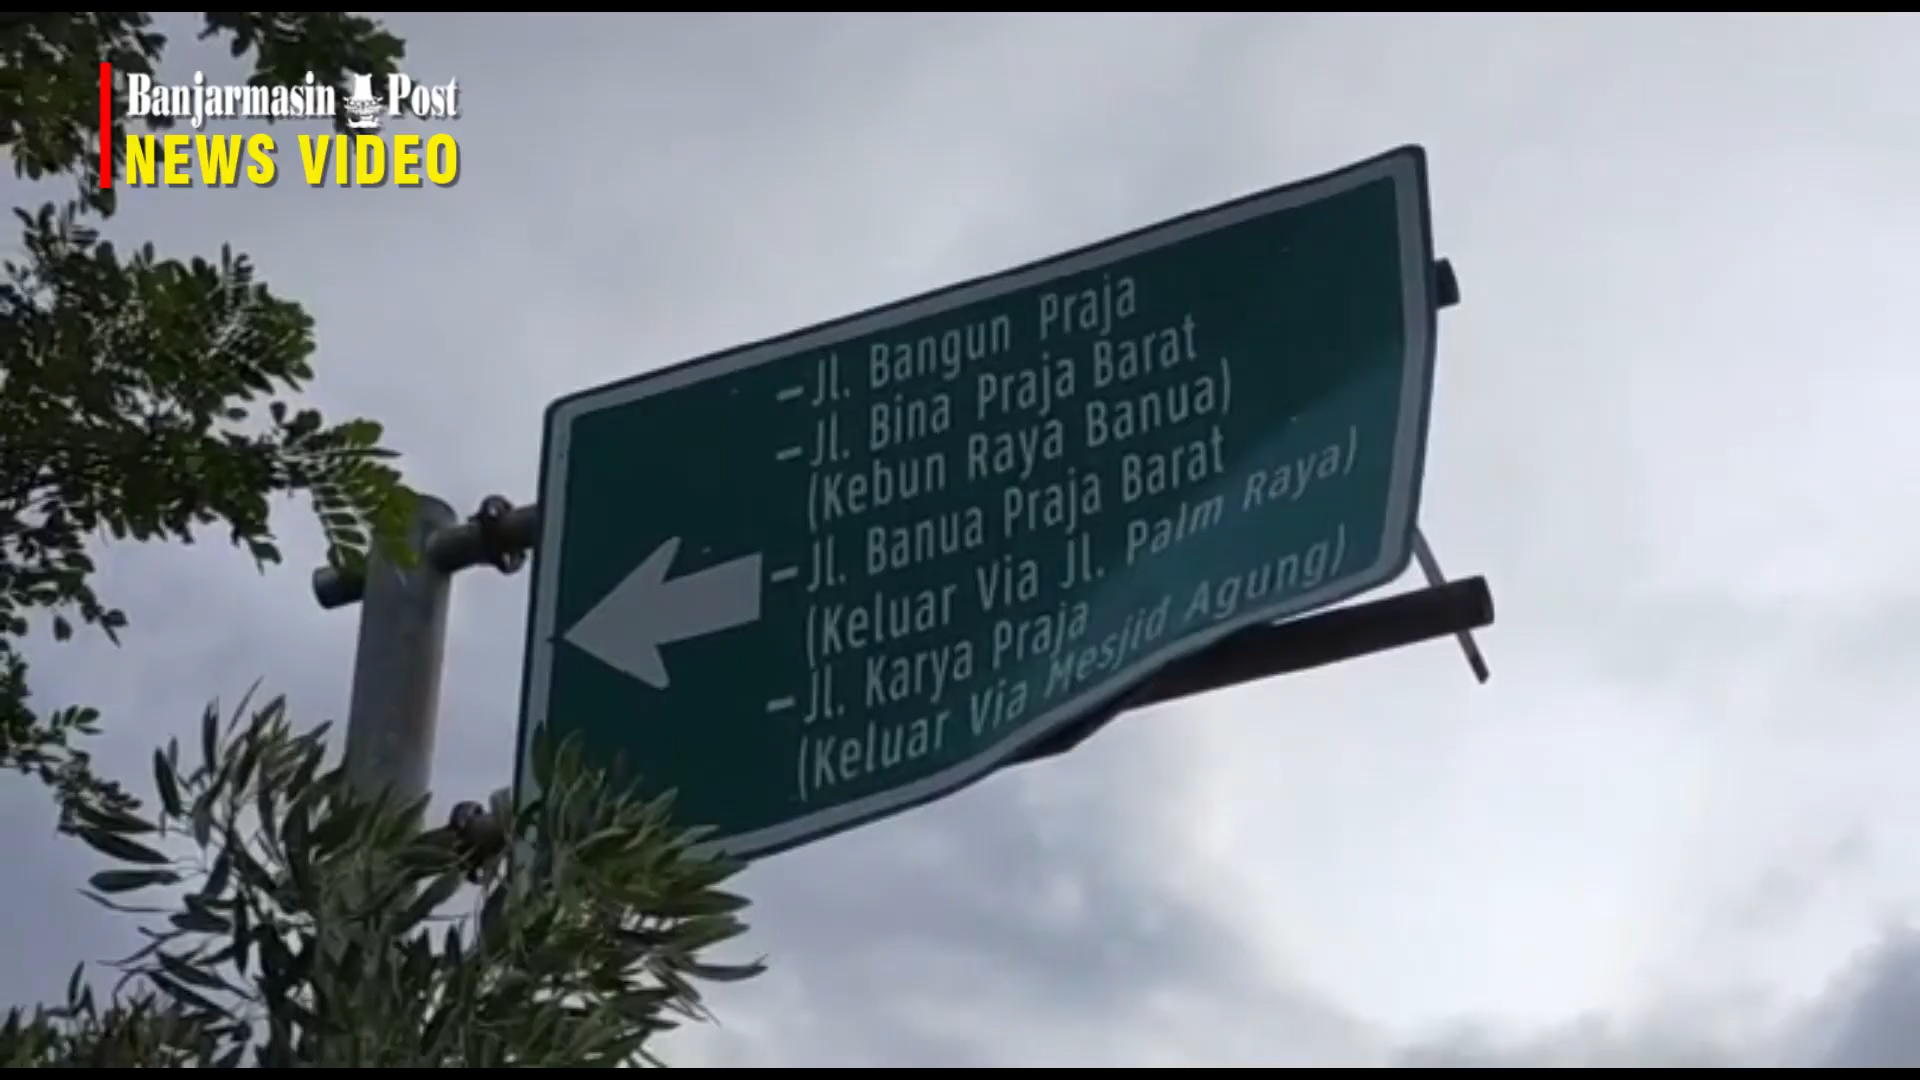 Banjarmasin Post
NEWS VIDEO
-Jl. Bangun Praja
-Jl. Bina Praja Barat
(Kebun Raya Banua)
-Jl. Banua Praja Barat
(Keluar Via Jl. Palm Raya)
-Jl. Karya Praja
(Keluar Via Mesjid Agung)